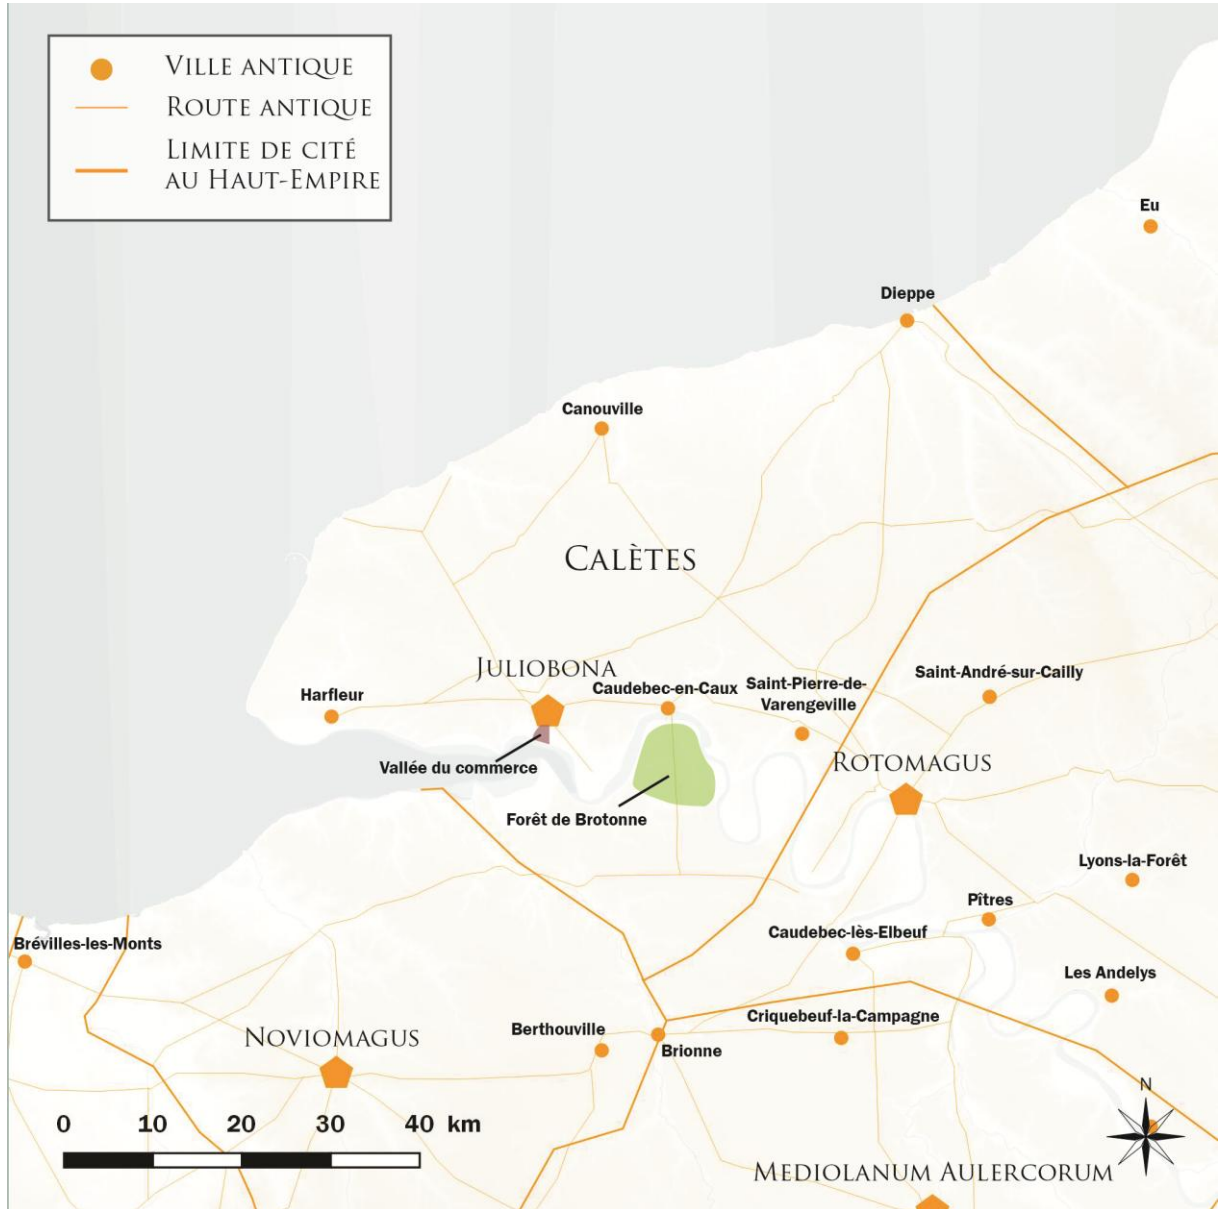 Ville antique
Route antique
Limite de cité
au Haut-Empire
Eu
Dieppe
Canouville
Calètes
Juliobona
Harfleur
Caudebec-en-Caux
Saint-Pierre-de-
Varengeville
Saint-André-sur-Cailly
Vallée du commerce
Rotomagus
Forêt de Brotonne
Lyons-la-Forêt
Pîtres
Caudebec-lès-Elbeuf
Brévilles-les-Monts
Les Andelys
Criquebeuf-la-Campagne
Noviomagus
Berthouville
Brionne
N
0 10 20 30 40 km
Mediolanum Aulercorum